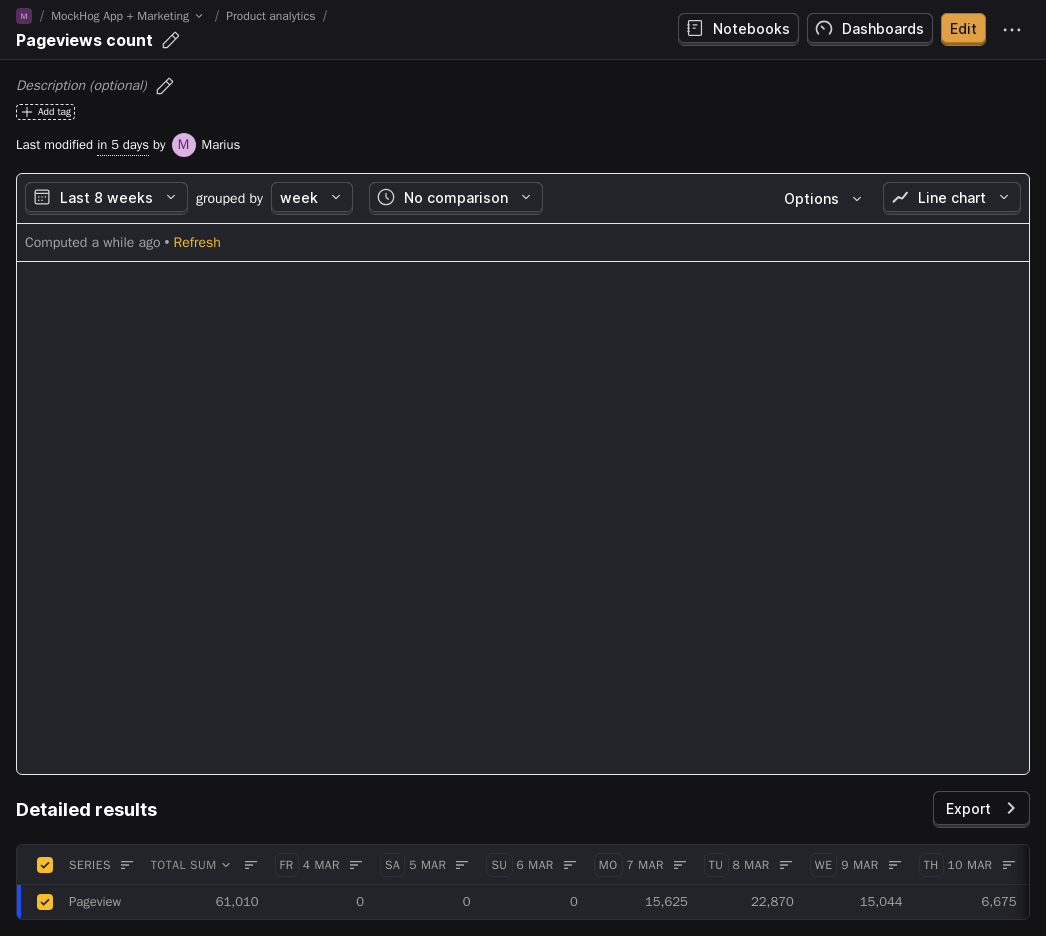 M / MockHog App + Marketing / Product analytics /
Pageviews count
Notebooks
Dashboards
Edit
Description (optional)
Add tag
Last modified in 5 days by M Marius
Last 8 weeks grouped by week No comparison Options Line chart
Computed a while ago • Refresh
Detailed results
Export
SERIES TOTAL SUM FR 4 MAR SA 5 MAR SU 6 MAR MO 7 MAR TU 8 MAR WE 9 MAR TH 10 MAR
Pageview 61,010 0 0 0 15,625 22,870 15,044 6,675